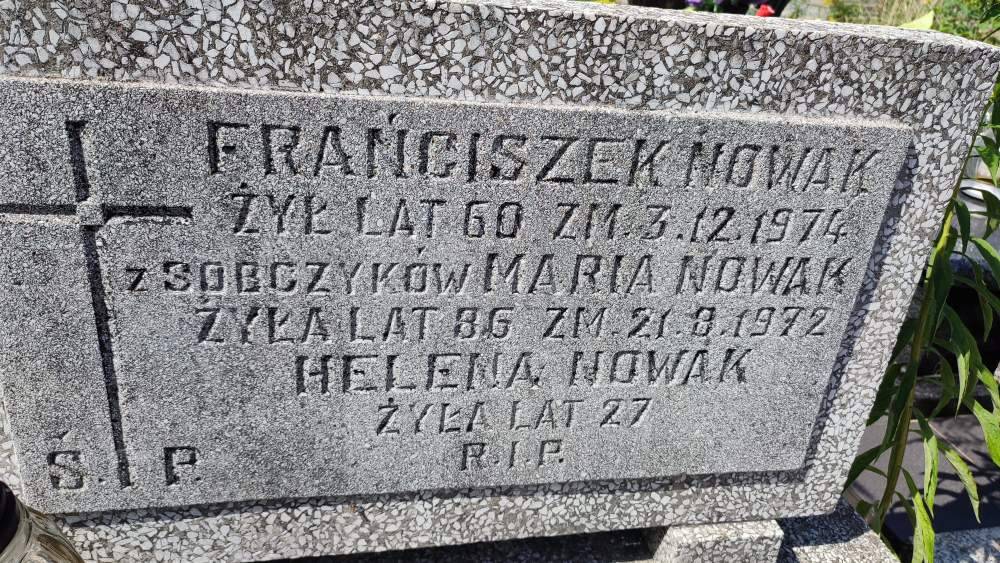 FRAŃCISZEK NOWAK
ŻYŁ LAT 60 ZM. 3.12.1974
z SOBCZYKÓW MARIA NOWAK
ŻYŁA LAT 86 ZM. 21.8.1972
HELENA NOWAK
ŻYŁA LAT 27
R.I.P.
Ś.I P.